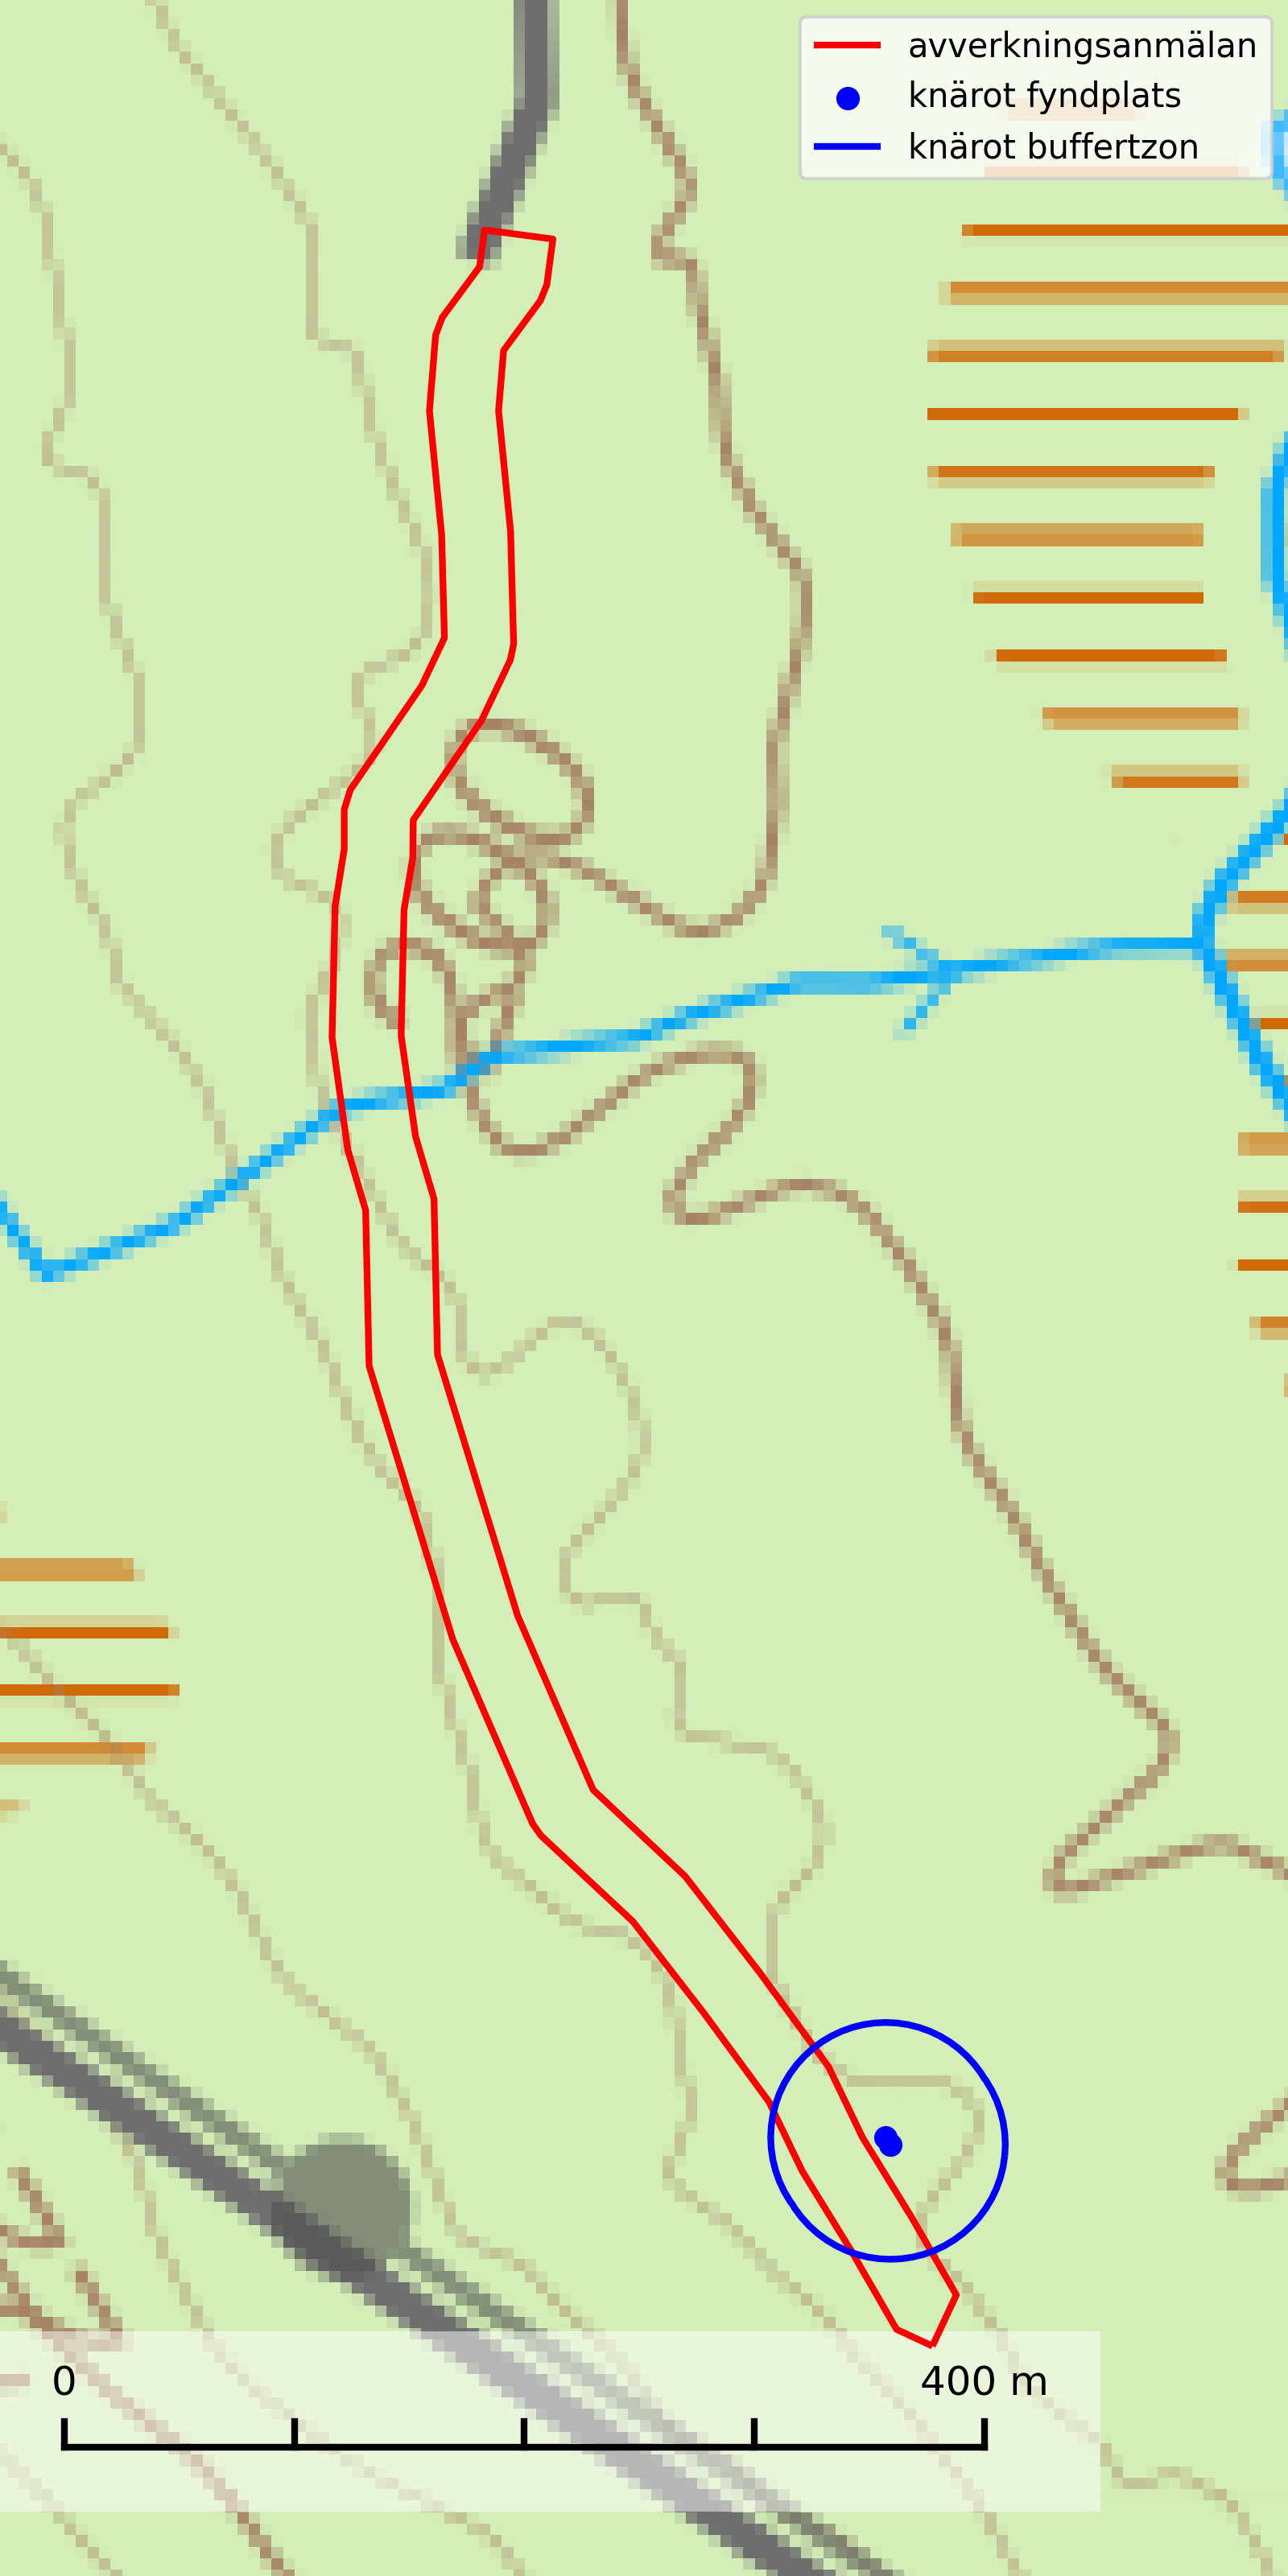 avverkningsanmälan
knärot fyndplats
knärot buffertzon
0 400 m